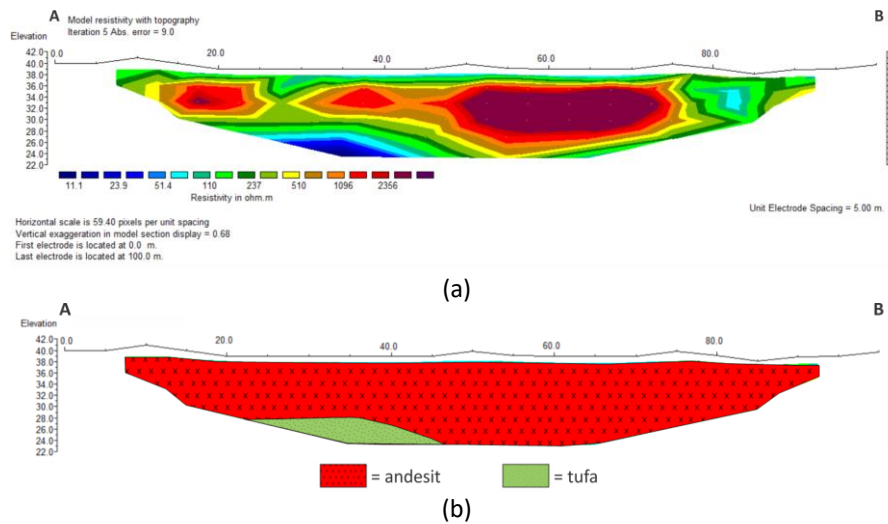 A
B
Model resistivity with topography
Iteration 5 Abs. error = 9.0
Elevation
0.0 20.0 40.0 60.0 80.0
42.0
40.0
38.0
36.0
34.0
32.0
30.0
28.0
26.0
24.0
22.0
11.1 23.9 51.4 110 237 510 1096 2356
Resistivity in ohm.m
Unit Electrode Spacing = 5.00 m.
Horizontal scale is 59.40 pixels per unit spacing
Vertical exaggeration in model section display = 0.68
First electrode is located at 0.0 m.
Last electrode is located at 100.0 m.
(a)
A
B
Elevation
0.0 20.0 40.0 60.0 80.0
42.0
40.0
38.0
36.0
34.0
32.0
30.0
28.0
26.0
24.0
22.0
= andesit = tufa
(b)